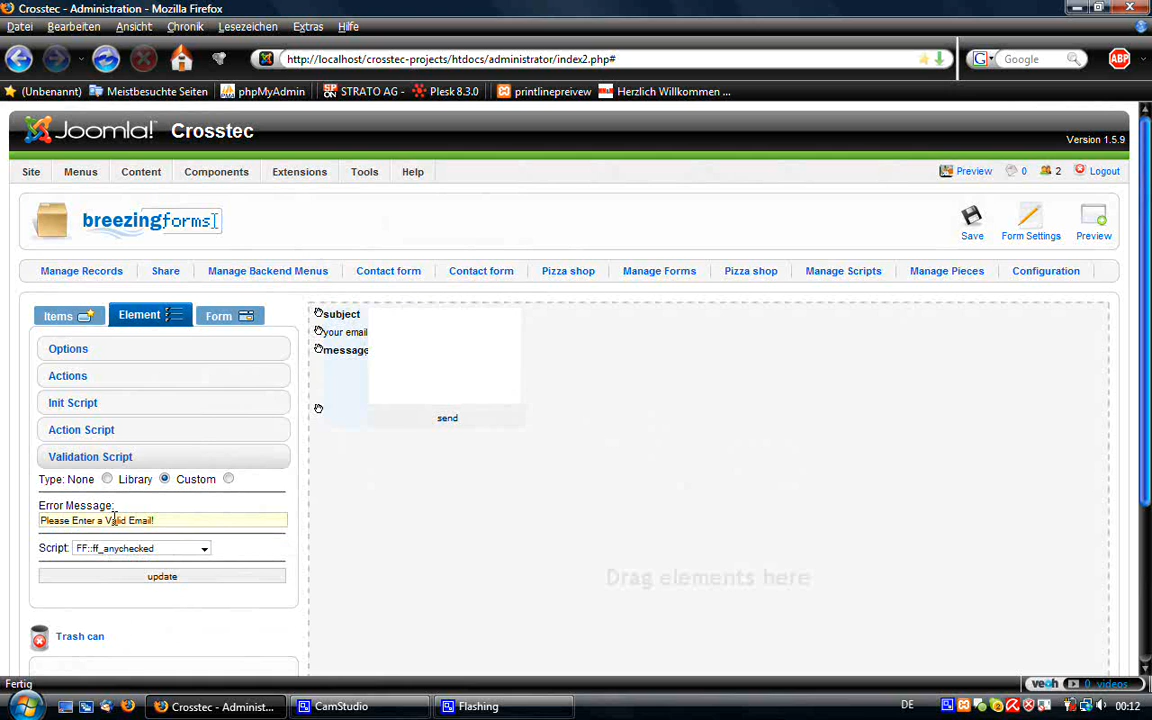 Crosstec - Administration - Mozilla Firefox
Datei Bearbeiten Ansicht Chronik Lesezeichen Extras Hilfe
http://localhost/crosstec-projects/htdocs/administrator/index2.php#
G Google ABP
(Unbenannt) Meistbesuchte Seiten phpMyAdmin STRATO AG - Plesk 8.3.0 printlinepreivew Herzlich Willkommen ...
Joomla! Crosstec
Version 1.5.9
Site Menus Content Components Extensions Tools Help
Preview 0 2 Logout
breezingforms
Save Form Settings Preview
Manage Records Share Manage Backend Menus Contact form Contact form Pizza shop Manage Forms Pizza shop Manage Scripts Manage Pieces Configuration
Items Element Form
subject
your email
message
send
Options
Actions
Init Script
Action Script
Validation Script
Type: None Library Custom
Error Message:
Please Enter a Valid Email!
Script: FF::ff_anychecked
update
Drag elements here
Trash can
Fertig
veoh 0 videos
Crosstec - Administ... CamStudio Flashing DE 00:12